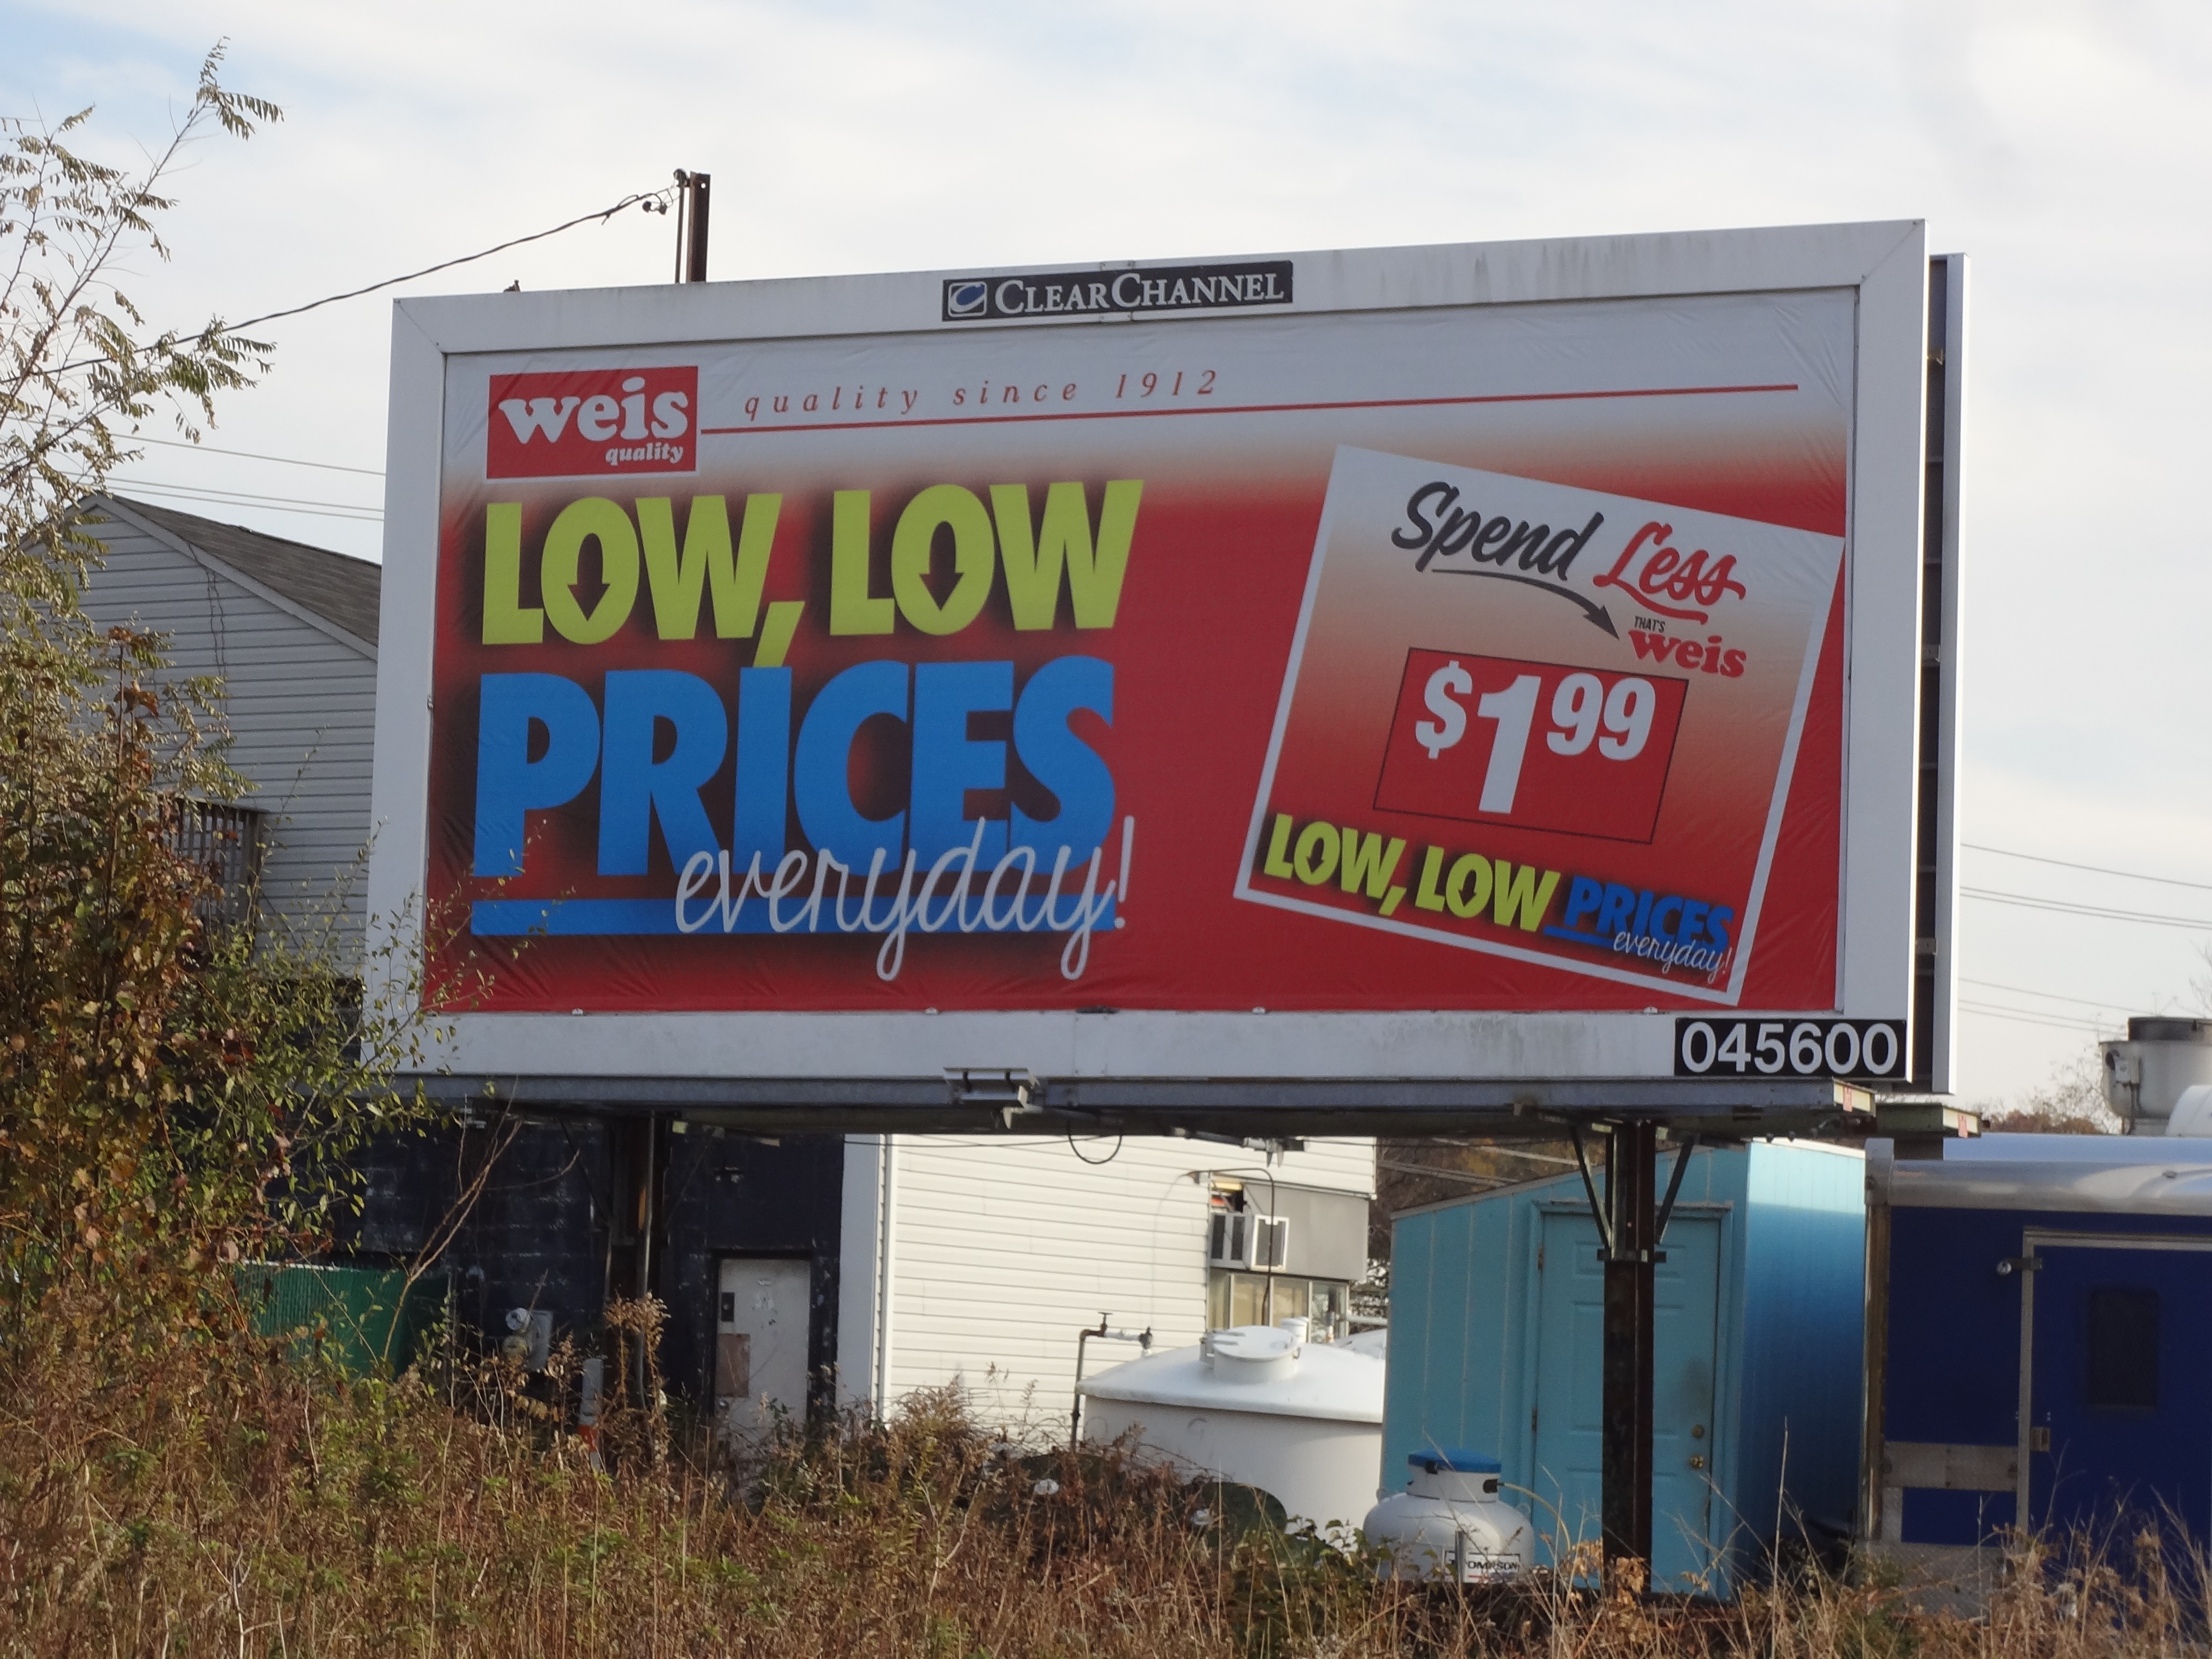 CLEARCHANNEL
weis
quality
quality since 1912
LOW, LOW
PRICES
everyday!
Spend Less
THAT'S
weis
$1.99
LOW, LOW PRICES
everyday!
045600